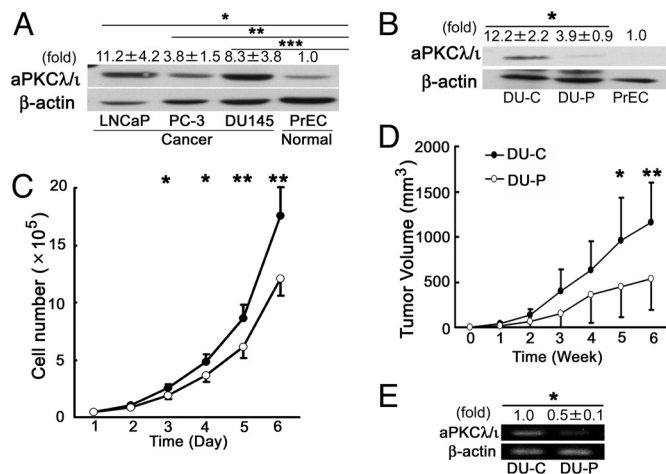 A
*
**
***
(fold) 11.2±4.2 3.8±1.5 8.3±3.8 1.0
aPKCλ/ι
β-actin
LNCaP PC-3 DU145 PrEC
Cancer Normal
B
*
(fold) 12.2±2.2 3.9±0.9 1.0
aPKCλ/ι
β-actin
DU-C DU-P PrEC
C
* * ** **
20
15
10
5
0
Cell number (×10⁵)
1 2 3 4 5 6
Time (Day)
D
DU-C
DU-P
* **
2000
1500
1000
500
0
Tumor Volume (mm³)
0 1 2 3 4 5 6
Time (Week)
E
*
(fold) 1.0 0.5±0.1
aPKCλ/ι
β-actin
DU-C DU-P